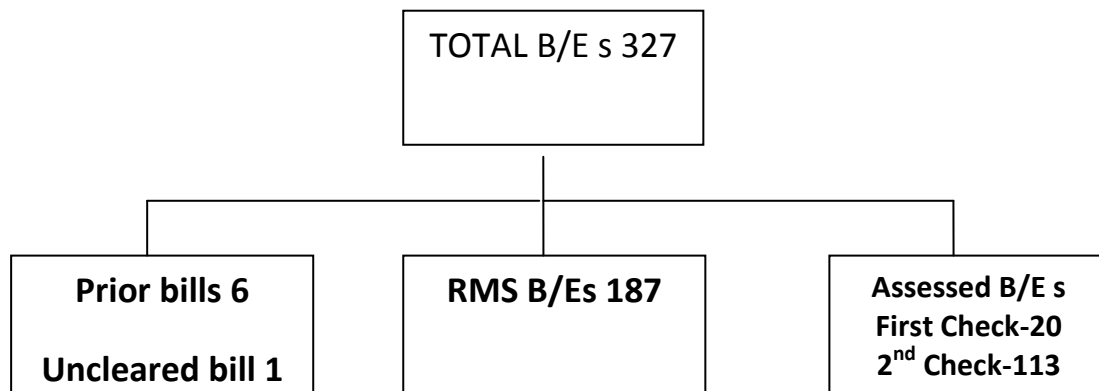 TOTAL B/E s 327
Prior bills 6
Uncleared bill 1
RMS B/Es 187
Assessed B/E s
First Check-20
2nd Check-113